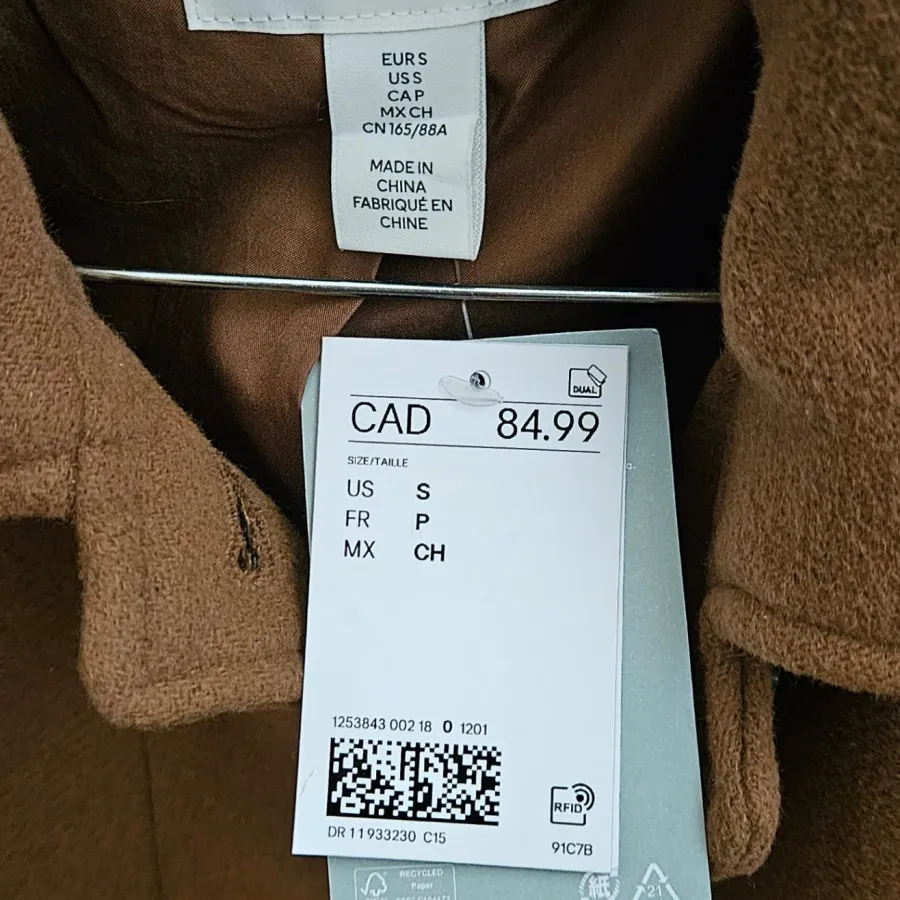 EUR S
US S
CA P
MX CH
CN 165/88A
MADE IN
CHINA
FABRIQUÉ EN
CHINE
DUAL
CAD 84.99
SIZE/TAILLE
US S
FR P
MX CH
1253843 002 18 0 1201
DR 11933230 C15
RFID
91C7B
RECYCLED
Paper
紙
21